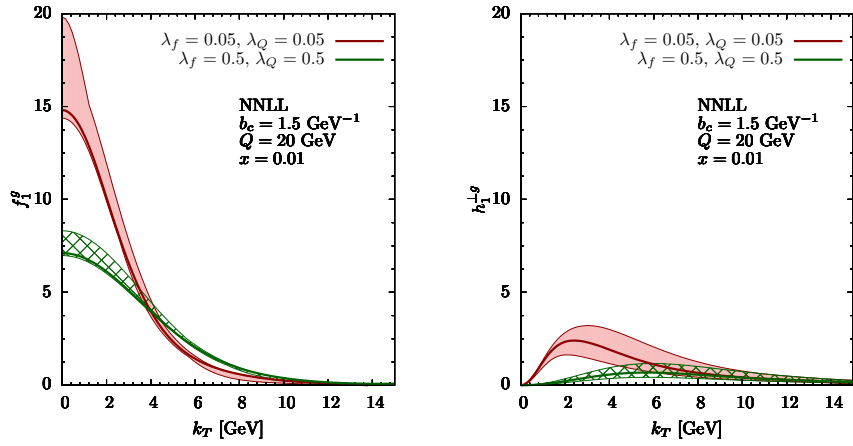 20
15
10
5
0
f₁ᵍ
λ_f = 0.05, λ_Q = 0.05
λ_f = 0.5, λ_Q = 0.5
NNLL
b_c = 1.5 GeV⁻¹
Q = 20 GeV
x = 0.01
0 2 4 6 8 10 12 14
k_T [GeV]
20
15
10
5
0
h₁^{⊥g}
λ_f = 0.05, λ_Q = 0.05
λ_f = 0.5, λ_Q = 0.5
NNLL
b_c = 1.5 GeV⁻¹
Q = 20 GeV
x = 0.01
0 2 4 6 8 10 12 14
k_T [GeV]